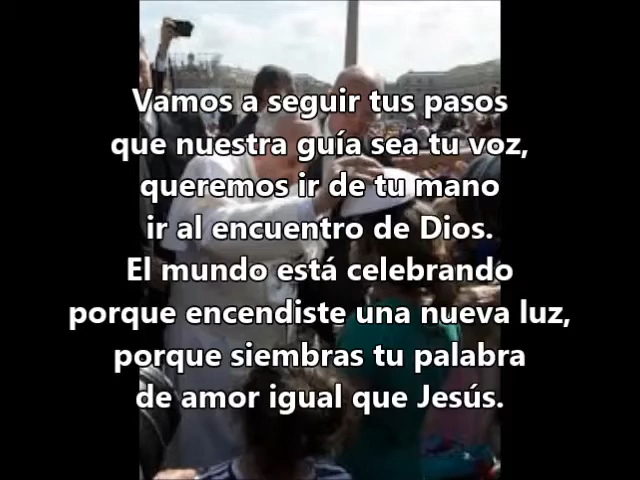 Vamos a seguir tus pasos
que nuestra guía sea tu voz,
queremos ir de tu mano
ir al encuentro de Dios.
El mundo está celebrando
porque encendiste una nueva luz,
porque siembras tu palabra
de amor igual que Jesús.